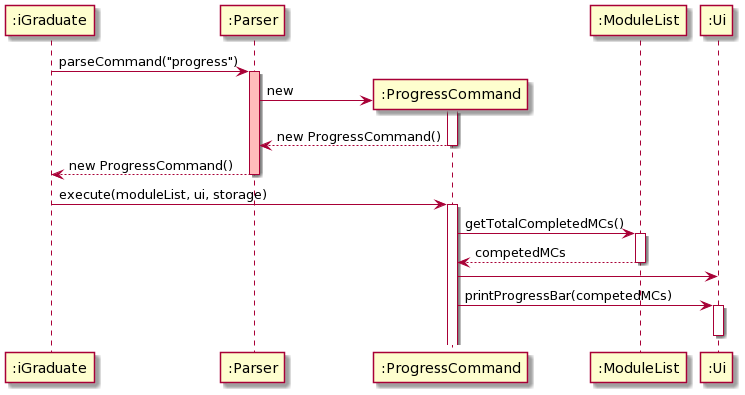 :iGraduate
:Parser
:ModuleList
:Ui
parseCommand("progress")
new
:ProgressCommand
new ProgressCommand()
new ProgressCommand()
execute(moduleList, ui, storage)
getTotalCompletedMCs()
competedMCs
printProgressBar(competedMCs)
:iGraduate
:Parser
:ProgressCommand
:ModuleList
:Ui